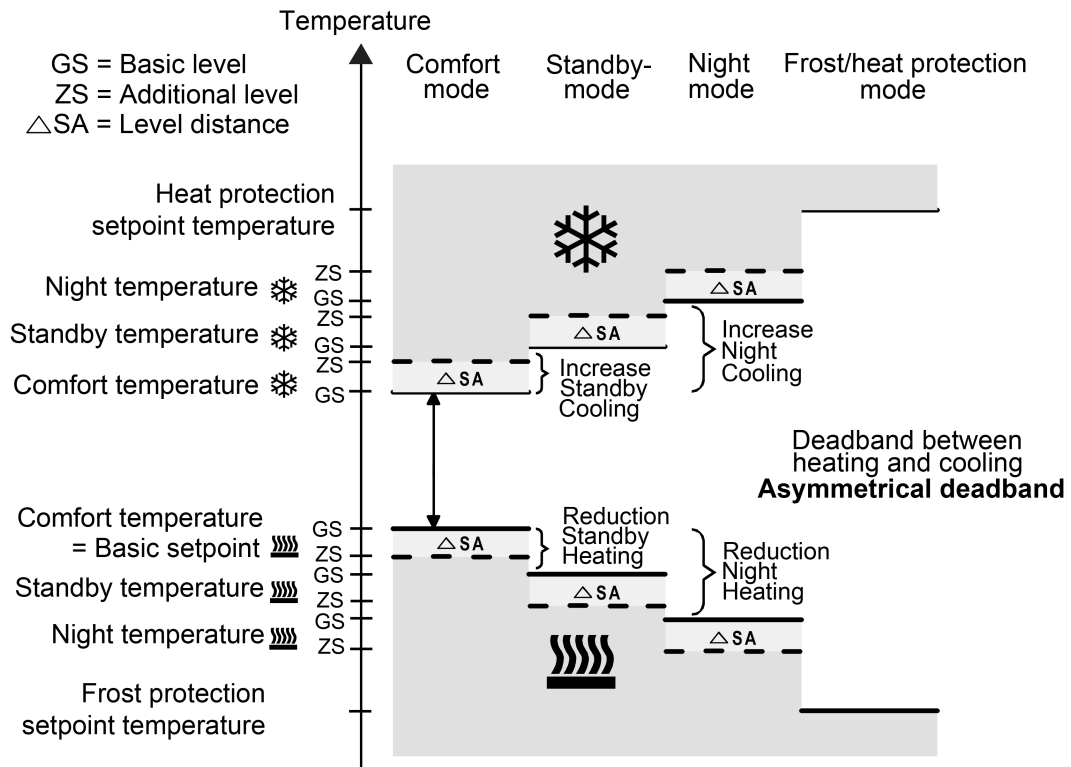 Temperature
GS = Basic level
ZS = Additional level
△SA = Level distance
Comfort
mode
Standby-
mode
Night
mode
Frost/heat protection
mode
Heat protection
setpoint temperature
Night temperature
ZS
GS
Standby temperature
ZS
GS
Comfort temperature
ZS
GS
△SA
△SA
△SA
Increase
Standby
Cooling
Increase
Night
Cooling
Deadband between
heating and cooling
Asymmetrical deadband
Comfort temperature
= Basic setpoint
GS
ZS
Standby temperature
GS
ZS
Night temperature
GS
ZS
△SA
△SA
△SA
Reduction
Standby
Heating
Reduction
Night
Heating
Frost protection
setpoint temperature